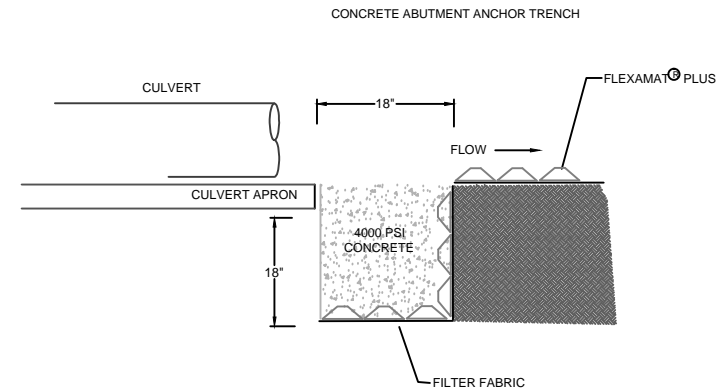 CONCRETE ABUTMENT ANCHOR TRENCH
CULVERT
18"
FLEXAMAT® PLUS
FLOW
CULVERT APRON
4000 PSI
CONCRETE
18"
FILTER FABRIC